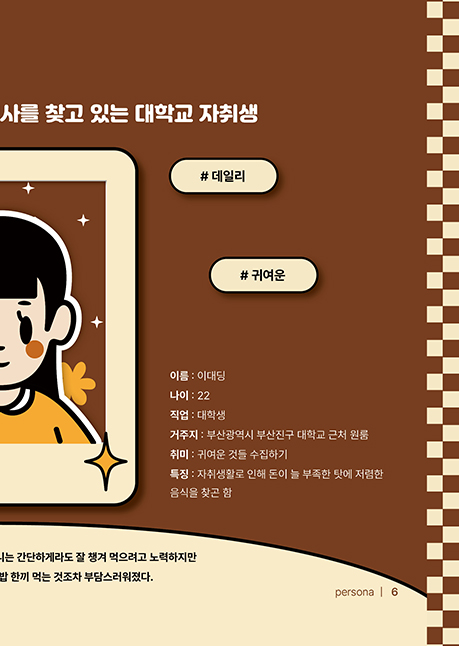 사를 찾고 있는 대학교 자취생
# 데일리
# 귀여운
이름 : 이대딩
나이 : 22
직업 : 대학생
거주지 : 부산광역시 부산진구 대학교 근처 원룸
취미 : 귀여운 것들 수집하기
특징 : 자취생활로 인해 돈이 늘 부족한 탓에 저렴한
음식을 찾곤 함
니는 간단하게라도 잘 챙겨 먹으려고 노력하지만
밥 한끼 먹는 것조차 부담스러워졌다.
persona | 6